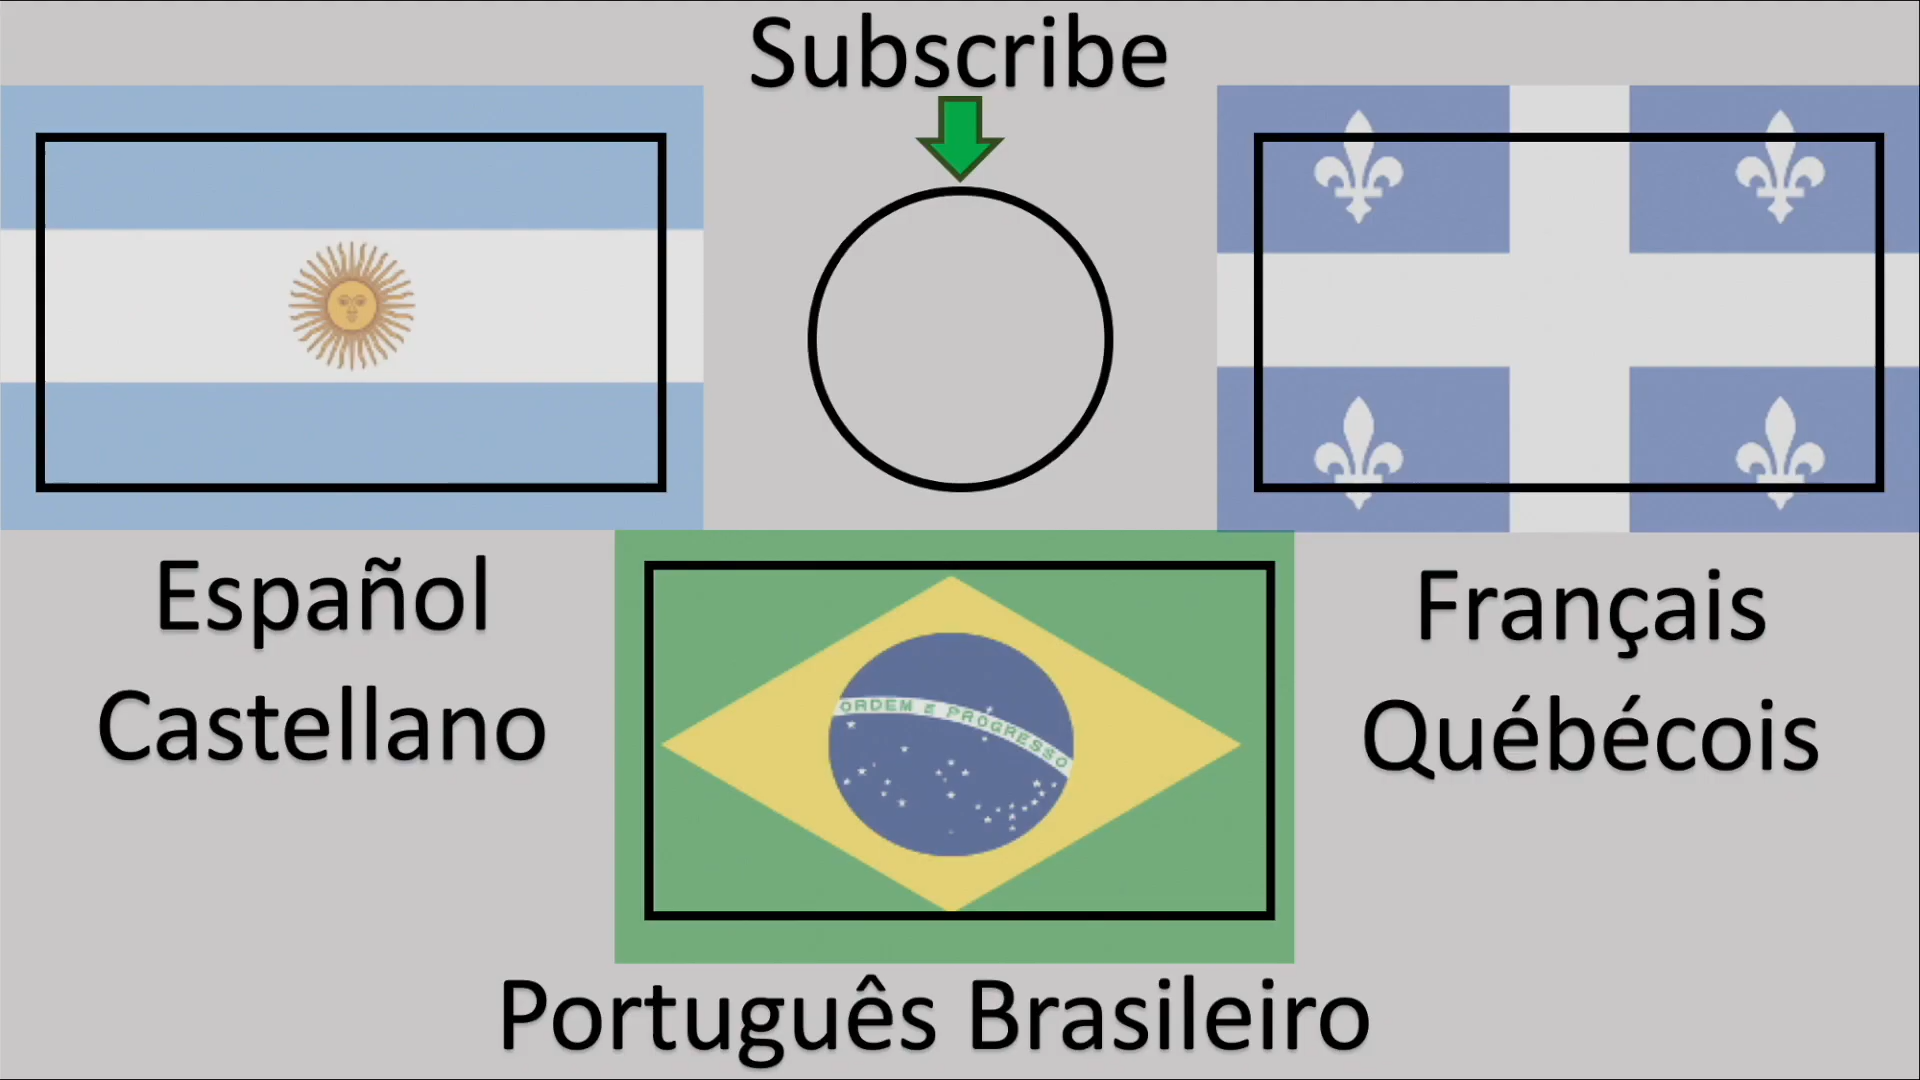 Subscribe
Español
Castellano
Français
Québécois
ORDEM E PROGRESSO
Português Brasileiro